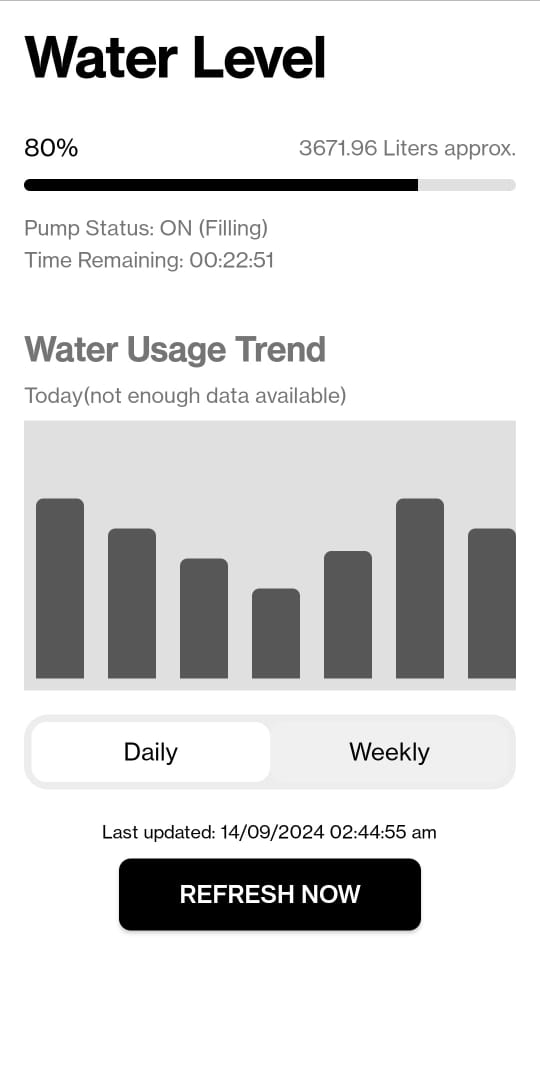 Water Level
80% 3671.96 Liters approx.
Pump Status: ON (Filling)
Time Remaining: 00:22:51
Water Usage Trend
Today(not enough data available)
Daily Weekly
Last updated: 14/09/2024 02:44:55 am
REFRESH NOW